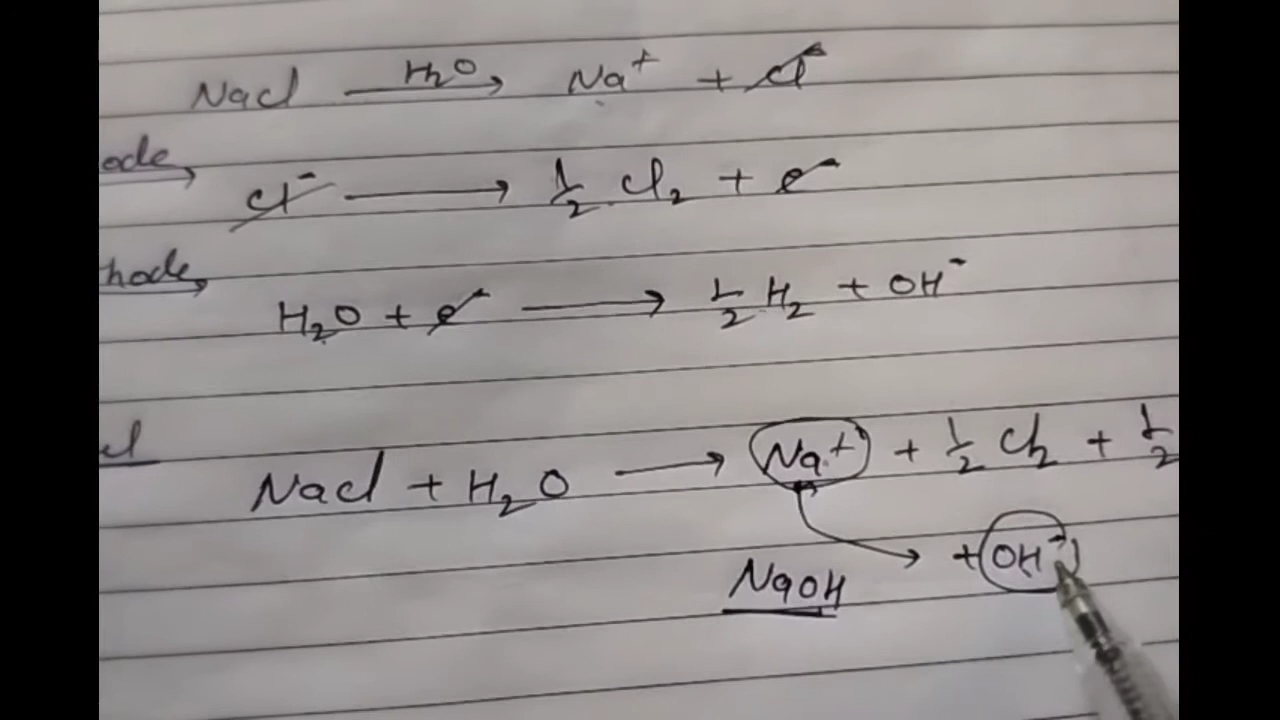 NaCl —H₂O→ Na⁺ + Cl⁻
ode
Cl⁻ → 1/2 Cl₂ + e⁻
hode
H₂O + e⁻ → 1/2 H₂ + OH⁻
NaCl + H₂O → Na⁺ + 1/2 Cl₂ + 1/2
+ OH⁻
NaOH